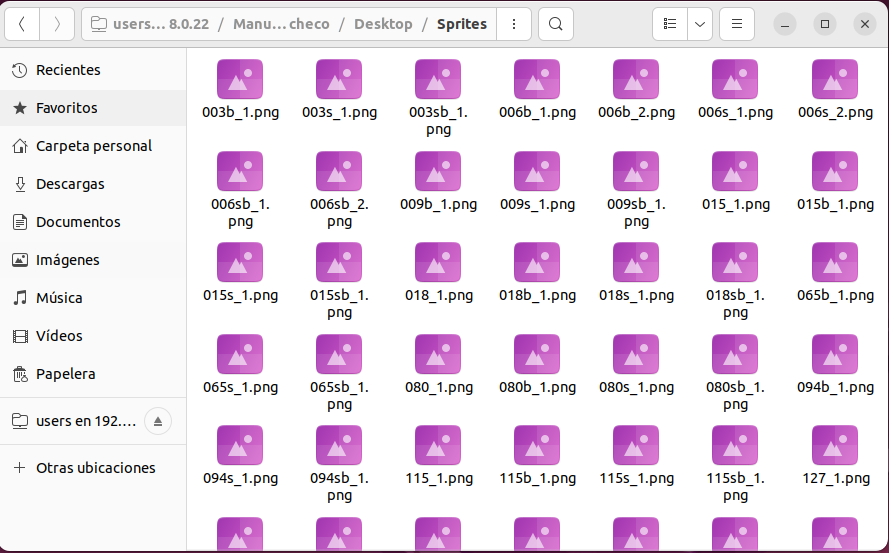 users… 8.0.22 / Manu… checo / Desktop / Sprites
Recientes
Favoritos
Carpeta personal
Descargas
Documentos
Imágenes
Música
Vídeos
Papelera
users en 192.…
Otras ubicaciones
003b_1.png 003s_1.png 003sb_1. 006b_1.png 006b_2.png 006s_1.png 006s_2.png
png
006sb_1. 006sb_2. 009b_1.png 009s_1.png 009sb_1. 015_1.png 015b_1.png
png png png
015s_1.png 015sb_1. 018_1.png 018b_1.png 018s_1.png 018sb_1. 065b_1.png
png png
065s_1.png 065sb_1. 080_1.png 080b_1.png 080s_1.png 080sb_1. 094b_1.png
png png
094s_1.png 094sb_1. 115_1.png 115b_1.png 115s_1.png 115sb_1. 127_1.png
png png